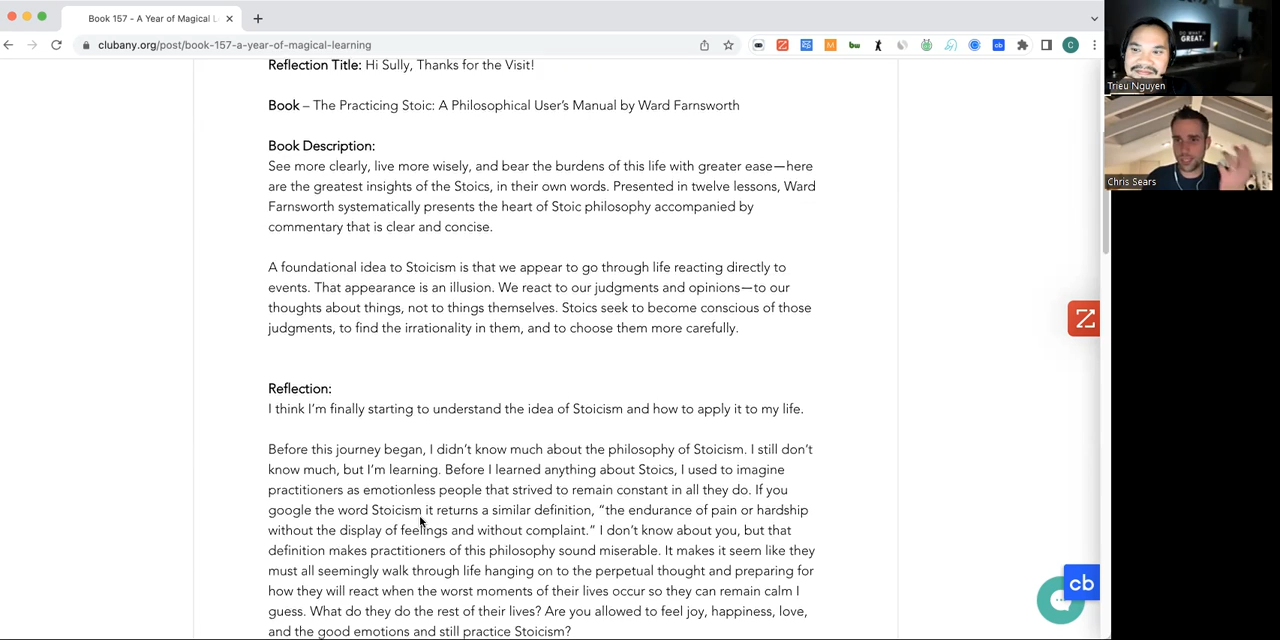 Book 157 - A Year of Magical L
clubany.org/post/book-157-a-year-of-magical-learning
C
Reflection Title: Hi Sully, Thanks for the Visit!
Book – The Practicing Stoic: A Philosophical User's Manual by Ward Farnsworth
Book Description:
See more clearly, live more wisely, and bear the burdens of this life with greater ease—here
are the greatest insights of the Stoics, in their own words. Presented in twelve lessons, Ward
Farnsworth systematically presents the heart of Stoic philosophy accompanied by
commentary that is clear and concise.
A foundational idea to Stoicism is that we appear to go through life reacting directly to
events. That appearance is an illusion. We react to our judgments and opinions—to our
thoughts about things, not to things themselves. Stoics seek to become conscious of those
judgments, to find the irrationality in them, and to choose them more carefully.
Reflection:
I think I'm finally starting to understand the idea of Stoicism and how to apply it to my life.
Before this journey began, I didn't know much about the philosophy of Stoicism. I still don't
know much, but I'm learning. Before I learned anything about Stoics, I used to imagine
practitioners as emotionless people that strived to remain constant in all they do. If you
google the word Stoicism it returns a similar definition, "the endurance of pain or hardship
without the display of feelings and without complaint." I don't know about you, but that
definition makes practitioners of this philosophy sound miserable. It makes it seem like they
must all seemingly walk through life hanging on to the perpetual thought and preparing for
how they will react when the worst moments of their lives occur so they can remain calm I
guess. What do they do the rest of their lives? Are you allowed to feel joy, happiness, love,
and the good emotions and still practice Stoicism?
cb
GREAT.
Trieu Nguyen
Chris Sears